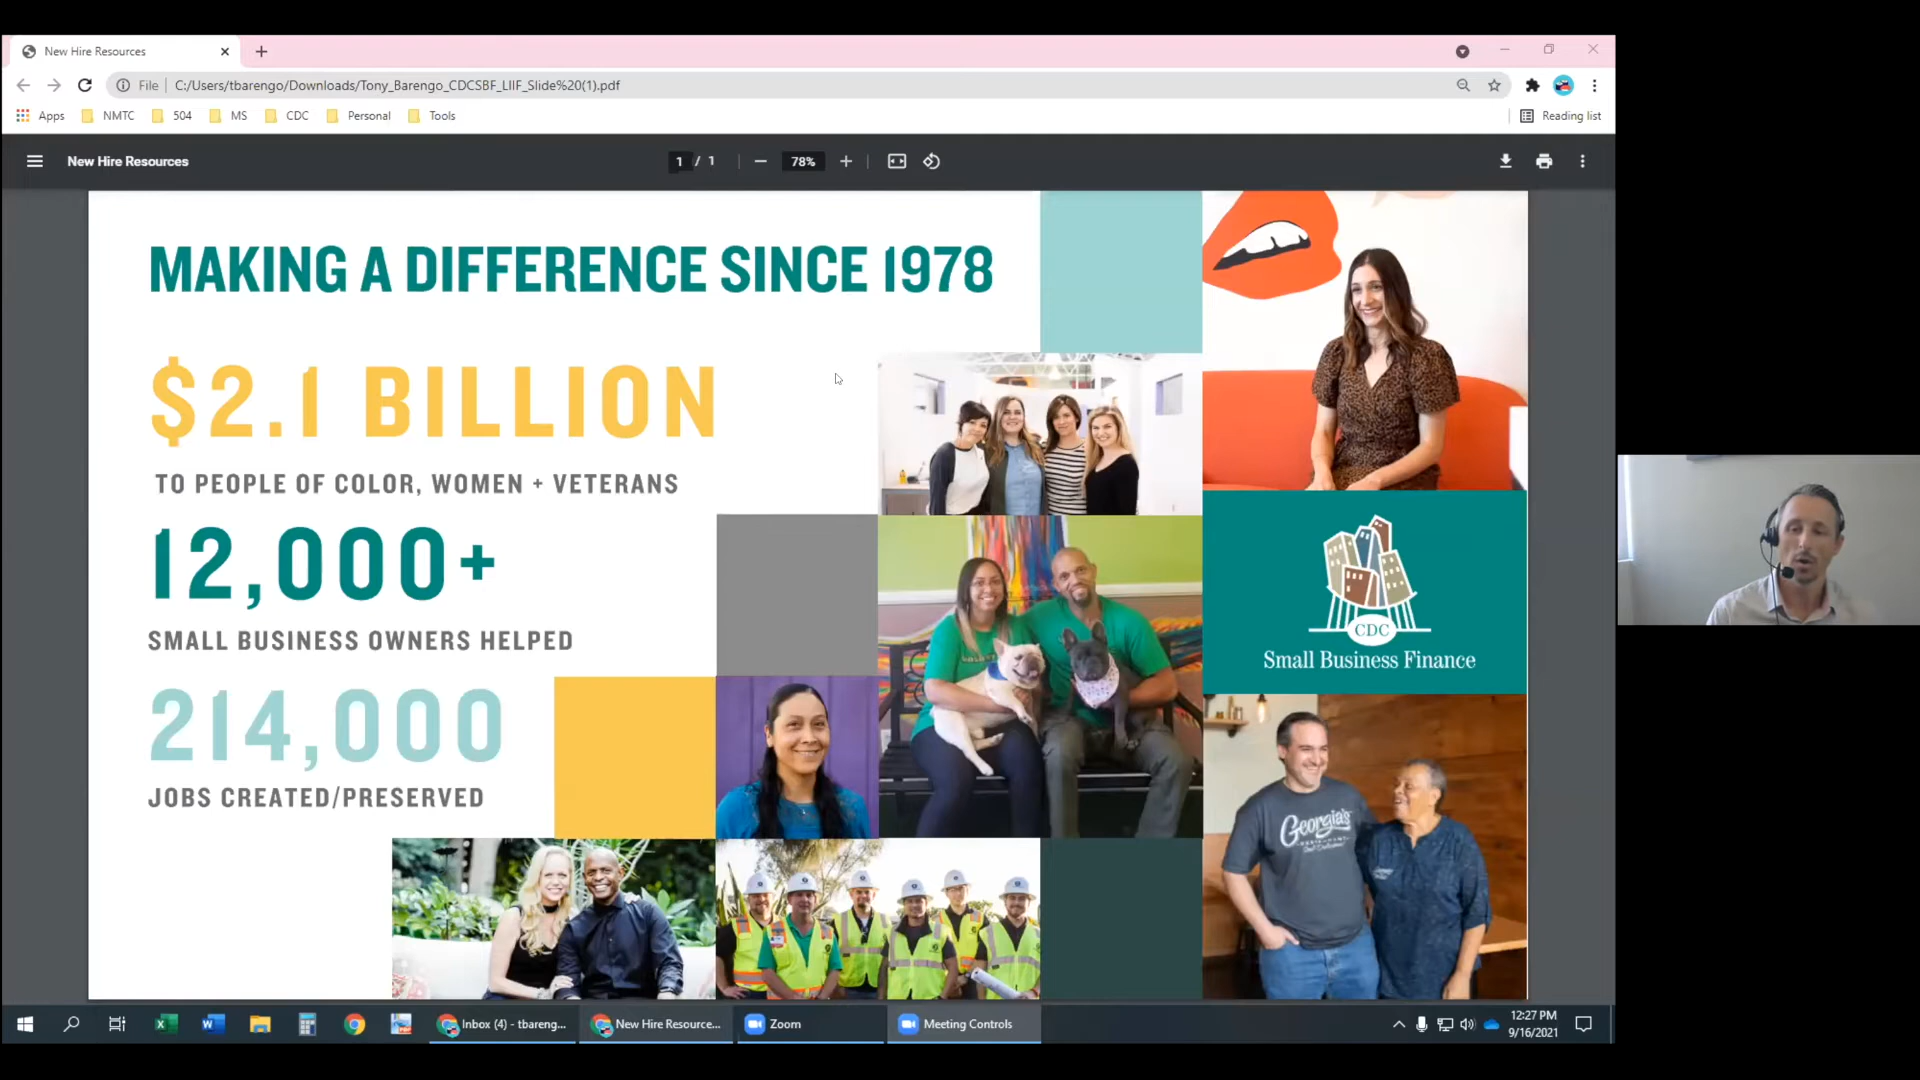 New Hire Resources
File
C:/Users/tbarengo/Downloads/Tony_Barengo_CDCSBF_LIIF_Slide%20(1).pdf
Apps NMTC 504 MS CDC Personal Tools Reading list
New Hire Resources 1 / 1 78%
MAKING A DIFFERENCE SINCE 1978
$2.1 BILLION
TO PEOPLE OF COLOR, WOMEN + VETERANS
12,000+
SMALL BUSINESS OWNERS HELPED
214,000
JOBS CREATED/PRESERVED
CDC
Small Business Finance
Georgia's
Inbox (4) - tbareng...
New Hire Resource...
Zoom
Meeting Controls
12:27 PM
9/16/2021